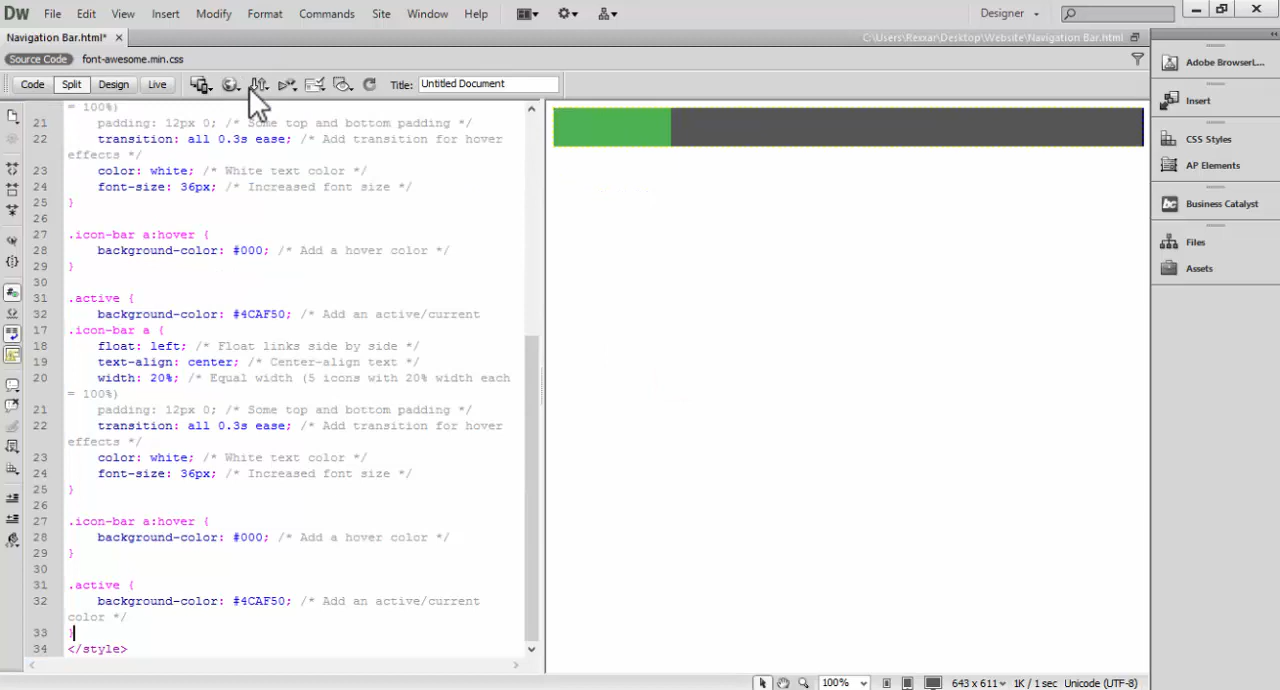 DW File Edit View Insert Modify Format Commands Site Window Help Designer
Navigation Bar.html* × C:\Users\Rexxar\Desktop\Website\Navigation Bar.html
Source Code font-awesome.min.css
Code Split Design Live Title: Untitled Document
= 100%)
21 padding: 12px 0; /* Some top and bottom padding */
22 transition: all 0.3s ease; /* Add transition for hover
effects */
23 color: white; /* White text color */
24 font-size: 36px; /* Increased font size */
25 }
26
27 .icon-bar a:hover {
28 background-color: #000; /* Add a hover color */
29 }
30
31 .active {
32 background-color: #4CAF50; /* Add an active/current
17 .icon-bar a {
18 float: left; /* Float links side by side */
19 text-align: center; /* Center-align text */
20 width: 20%; /* Equal width (5 icons with 20% width each
= 100%)
21 padding: 12px 0; /* Some top and bottom padding */
22 transition: all 0.3s ease; /* Add transition for hover
effects */
23 color: white; /* White text color */
24 font-size: 36px; /* Increased font size */
25 }
26
27 .icon-bar a:hover {
28 background-color: #000; /* Add a hover color */
29 }
30
31 .active {
32 background-color: #4CAF50; /* Add an active/current
color */
33 }
34 </style>
Adobe BrowserL...
Insert
CSS Styles
AP Elements
bc Business Catalyst
Files
Assets
100% 643 x 611 1K / 1 sec Unicode (UTF-8)